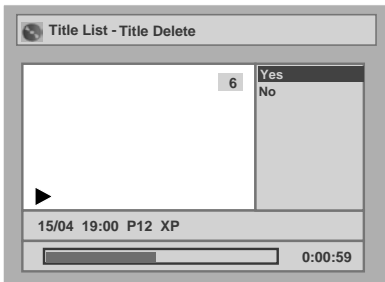 Title List - Title Delete
6
Yes
No
15/04 19:00 P12 XP
0:00:59